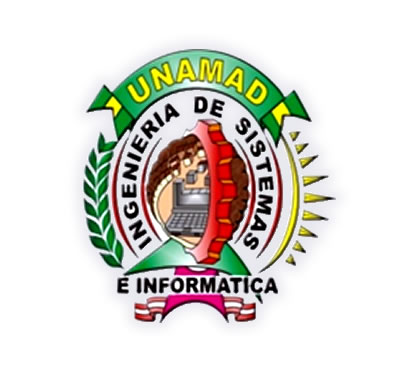 UNAMAD
INGENIERIA DE SISTEMAS
E INFORMATICA